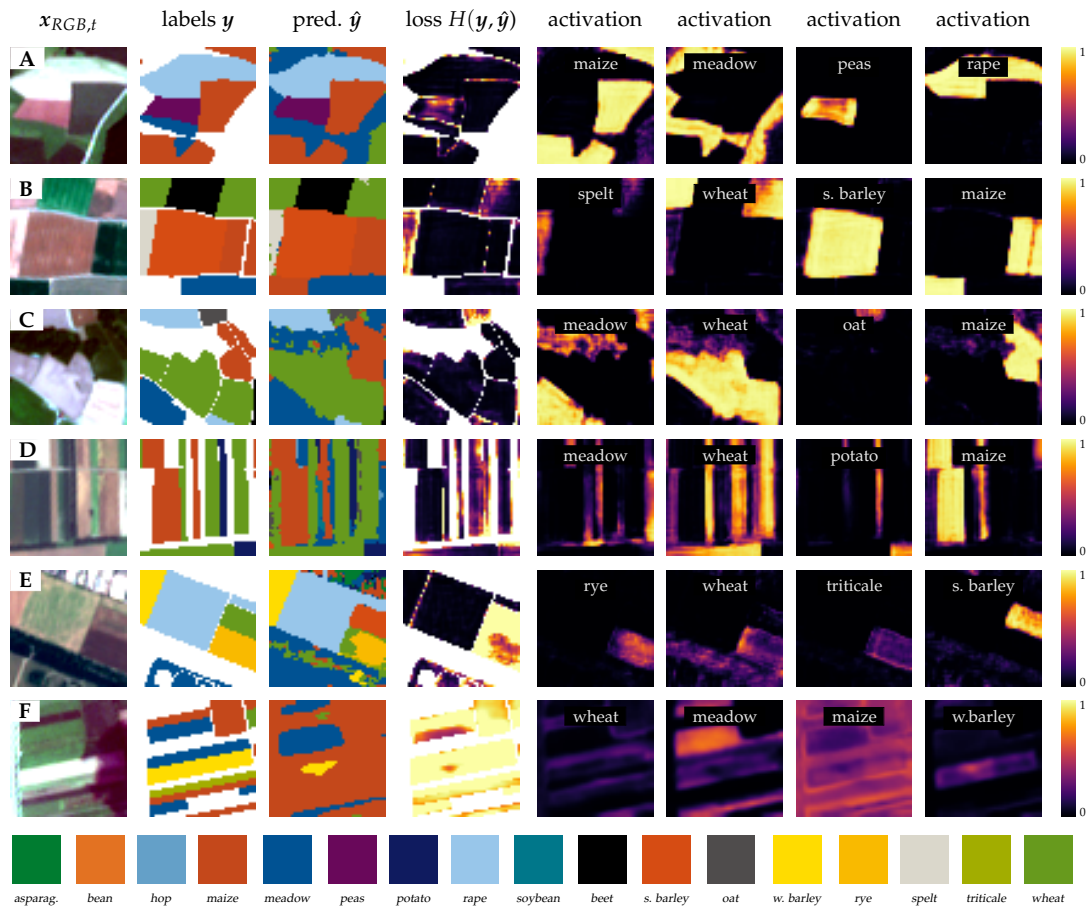 x_RGB,t labels y pred. ŷ loss H(y, ŷ) activation activation activation activation
A maize meadow peas rape 1
0
B spelt wheat s. barley maize 1
0
C meadow wheat oat maize 1
0
D meadow wheat potato maize 1
0
E rye wheat triticale s. barley 1
0
F wheat meadow maize w.barley 1
0
asparag. bean hop maize meadow peas potato rape soybean beet s. barley oat w. barley rye spelt triticale wheat